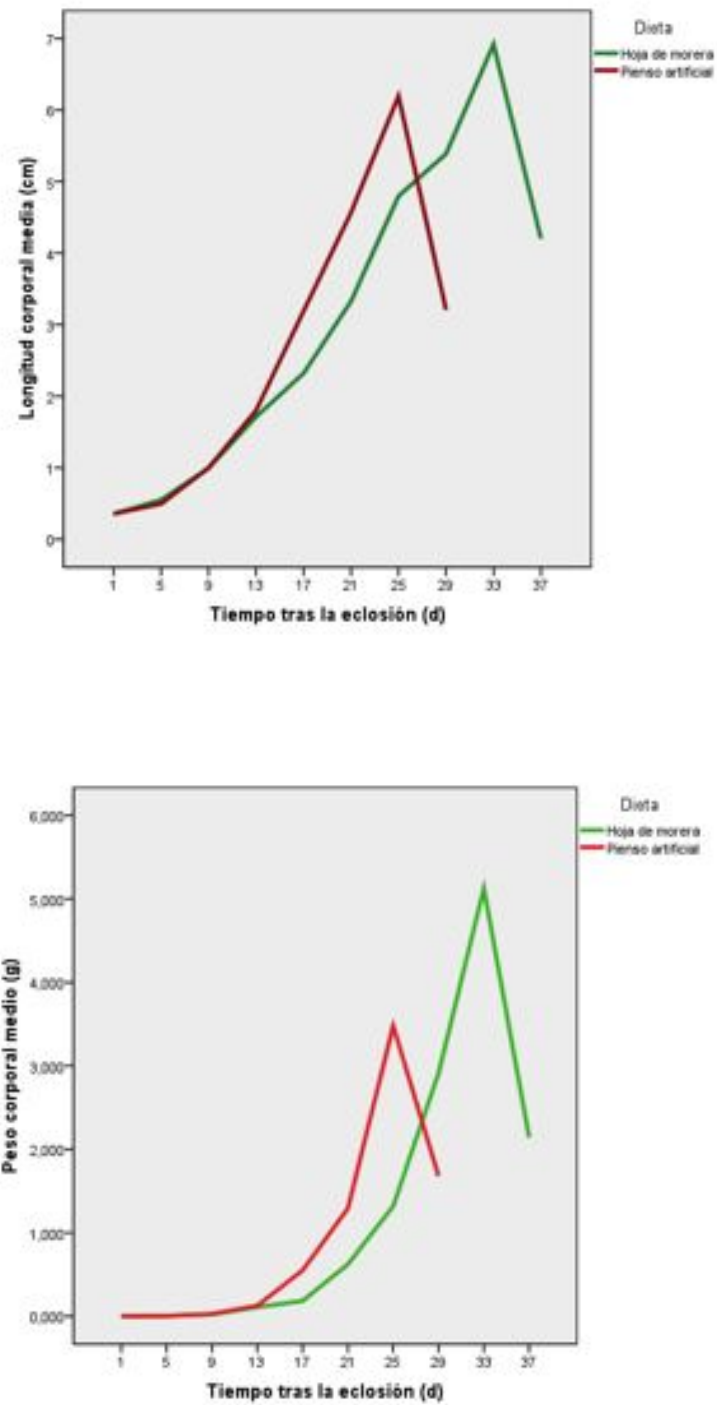 Dieta
Hoja de morera
Pienso artificial
7
6
5
4
3
2
1
0
Longitud corporal media (cm)
1 5 9 13 17 21 25 29 33 37
Tiempo tras la eclosión (d)
Dieta
Hoja de morera
Pienso artificial
6,000
5,000
4,000
3,000
2,000
1,000
0,000
Peso corporal medio (g)
1 5 9 13 17 21 25 29 33 37
Tiempo tras la eclosión (d)